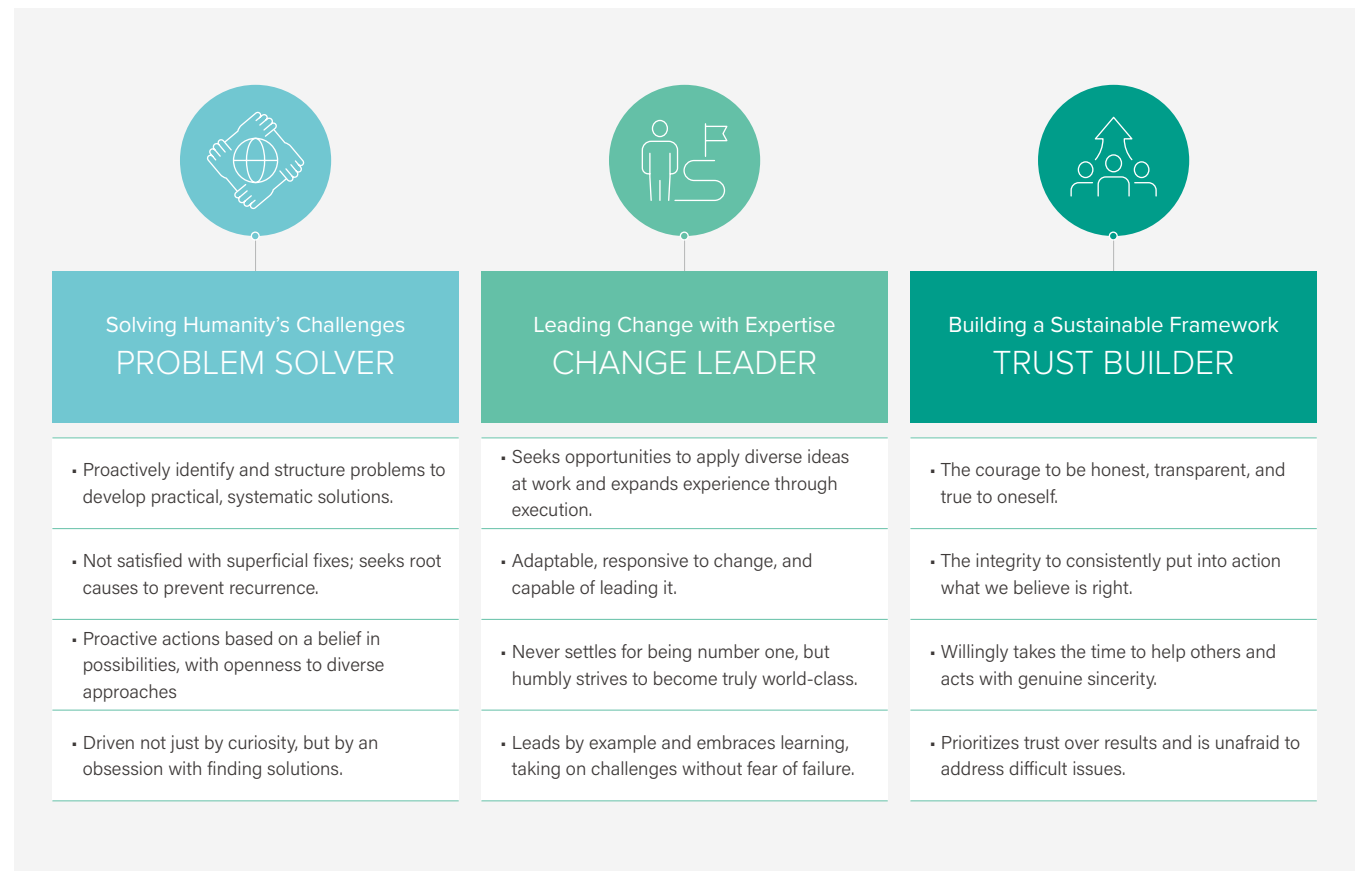 Solving Humanity's Challenges
PROBLEM SOLVER
▪ Proactively identify and structure problems to
develop practical, systematic solutions.
▪ Not satisfied with superficial fixes; seeks root
causes to prevent recurrence.
▪ Proactive actions based on a belief in
possibilities, with openness to diverse
approaches
▪ Driven not just by curiosity, but by an
obsession with finding solutions.
Leading Change with Expertise
CHANGE LEADER
▪ Seeks opportunities to apply diverse ideas
at work and expands experience through
execution.
▪ Adaptable, responsive to change, and
capable of leading it.
▪ Never settles for being number one, but
humbly strives to become truly world-class.
▪ Leads by example and embraces learning,
taking on challenges without fear of failure.
Building a Sustainable Framework
TRUST BUILDER
▪ The courage to be honest, transparent, and
true to oneself.
▪ The integrity to consistently put into action
what we believe is right.
▪ Willingly takes the time to help others and
acts with genuine sincerity.
▪ Prioritizes trust over results and is unafraid to
address difficult issues.